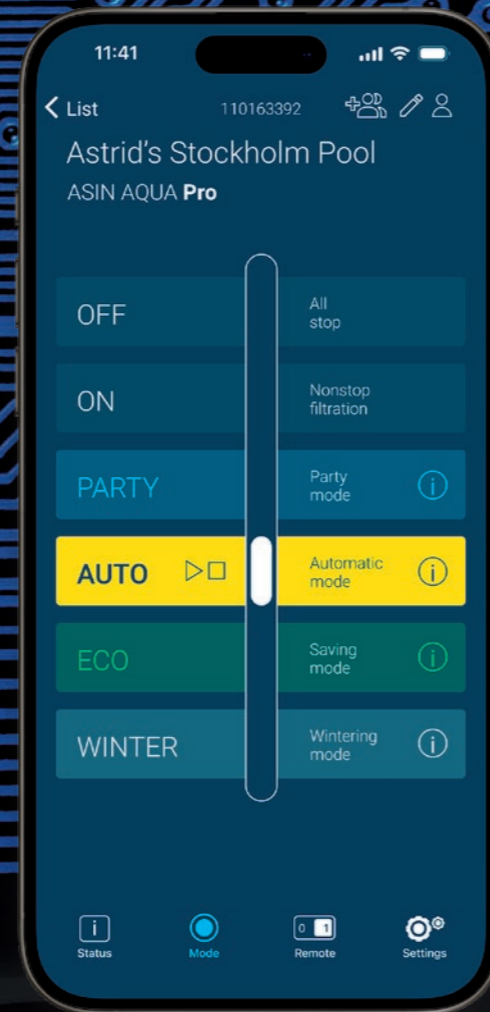 11:41
List
110163392
Astrid's Stockholm Pool
ASIN AQUA Pro
OFF
All
stop
ON
Nonstop
filtration
PARTY
Party
mode
AUTO
Automatic
mode
ECO
Saving
mode
WINTER
Wintering
mode
0 1
Status
Mode
Remote
Settings